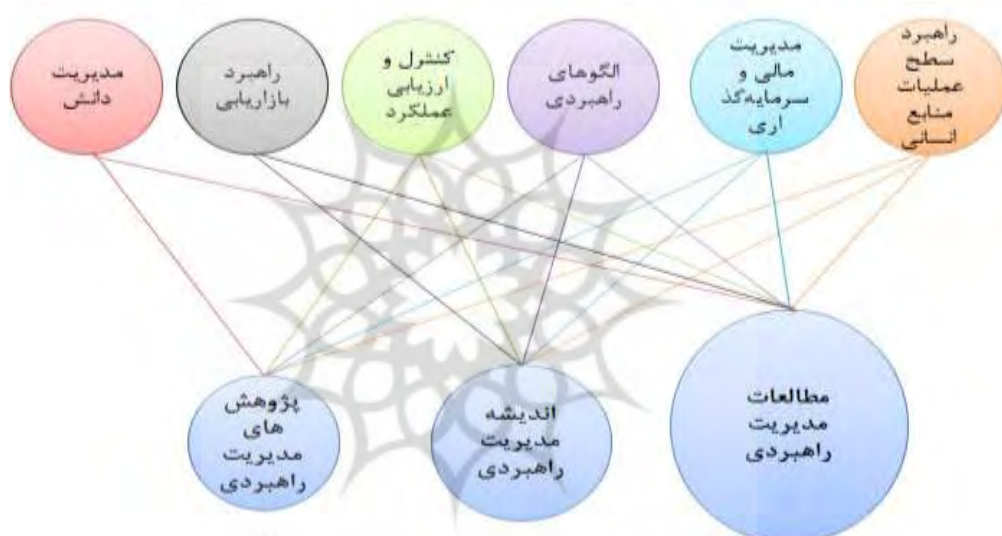 راهبرد
سطح
عملیات
منابع
انسانی
مدیریت
مالی و
سرمایه‌گذ
اری
الگوهای
راهبردی
کنترل و
ارزیابی
عملکرد
راهبرد
بازاریابی
مدیریت
دانش
مطالعات
مدیریت
راهبردی
اندیشه
مدیریت
راهبردی
پژوهش
های
مدیریت
راهبردی